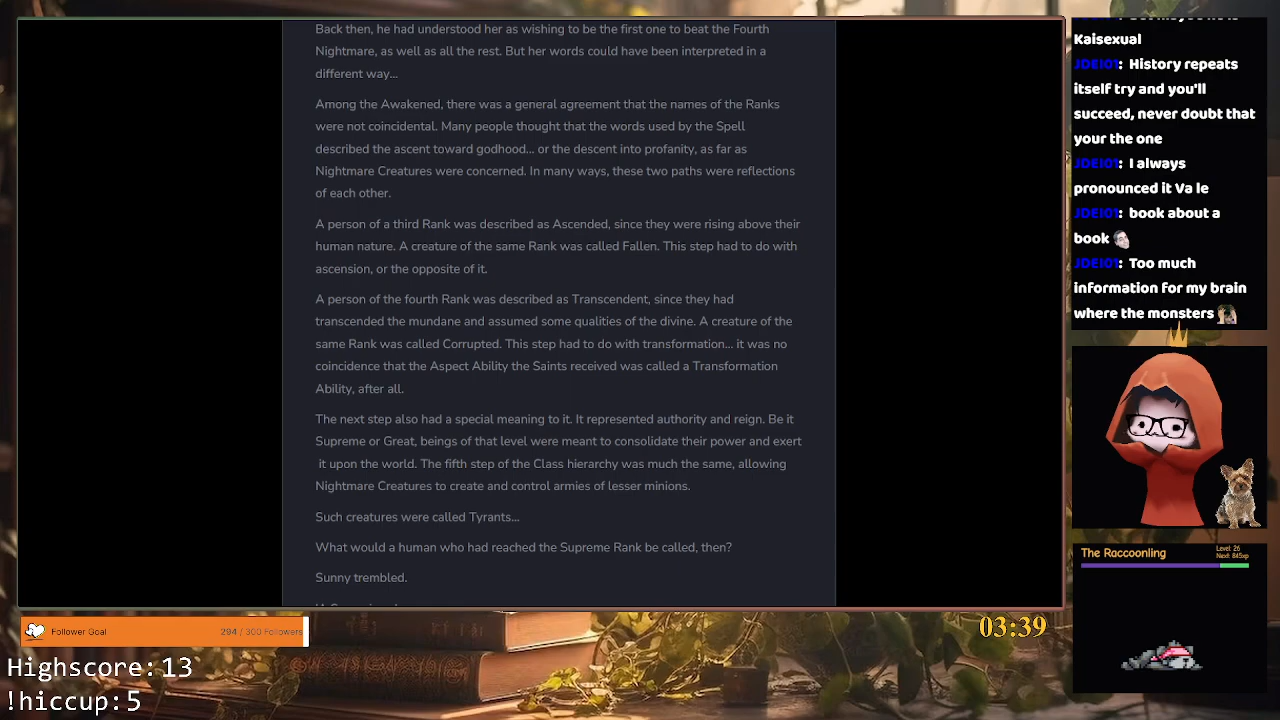 Back then, he had understood her as wishing to be the first one to beat the Fourth
Nightmare, as well as all the rest. But her words could have been interpreted in a
different way...
Among the Awakened, there was a general agreement that the names of the Ranks
were not coincidental. Many people thought that the words used by the Spell
described the ascent toward godhood... or the descent into profanity, as far as
Nightmare Creatures were concerned. In many ways, these two paths were reflections
of each other.
A person of a third Rank was described as Ascended, since they were rising above their
human nature. A creature of the same Rank was called Fallen. This step had to do with
ascension, or the opposite of it.
A person of the fourth Rank was described as Transcendent, since they had
transcended the mundane and assumed some qualities of the divine. A creature of the
same Rank was called Corrupted. This step had to do with transformation... it was no
coincidence that the Aspect Ability the Saints received was called a Transformation
Ability, after all.
The next step also had a special meaning to it. It represented authority and reign. Be it
Supreme or Great, beings of that level were meant to consolidate their power and exert
it upon the world. The fifth step of the Class hierarchy was much the same, allowing
Nightmare Creatures to create and control armies of lesser minions.
Such creatures were called Tyrants...
What would a human who had reached the Supreme Rank be called, then?
Sunny trembled.
Kaisexual
JDEI01: History repeats
itself try and you'll
succeed, never doubt that
your the one
JDEI01: I always
pronounced it Va le
JDEI01: book about a
book
JDEI01: Too much
information for my brain
where the monsters
The Raccoonling
Level: 26
Next: 845xp
Follower Goal
294 / 300 Followers
03:39
Highscore:13
!hiccup:5